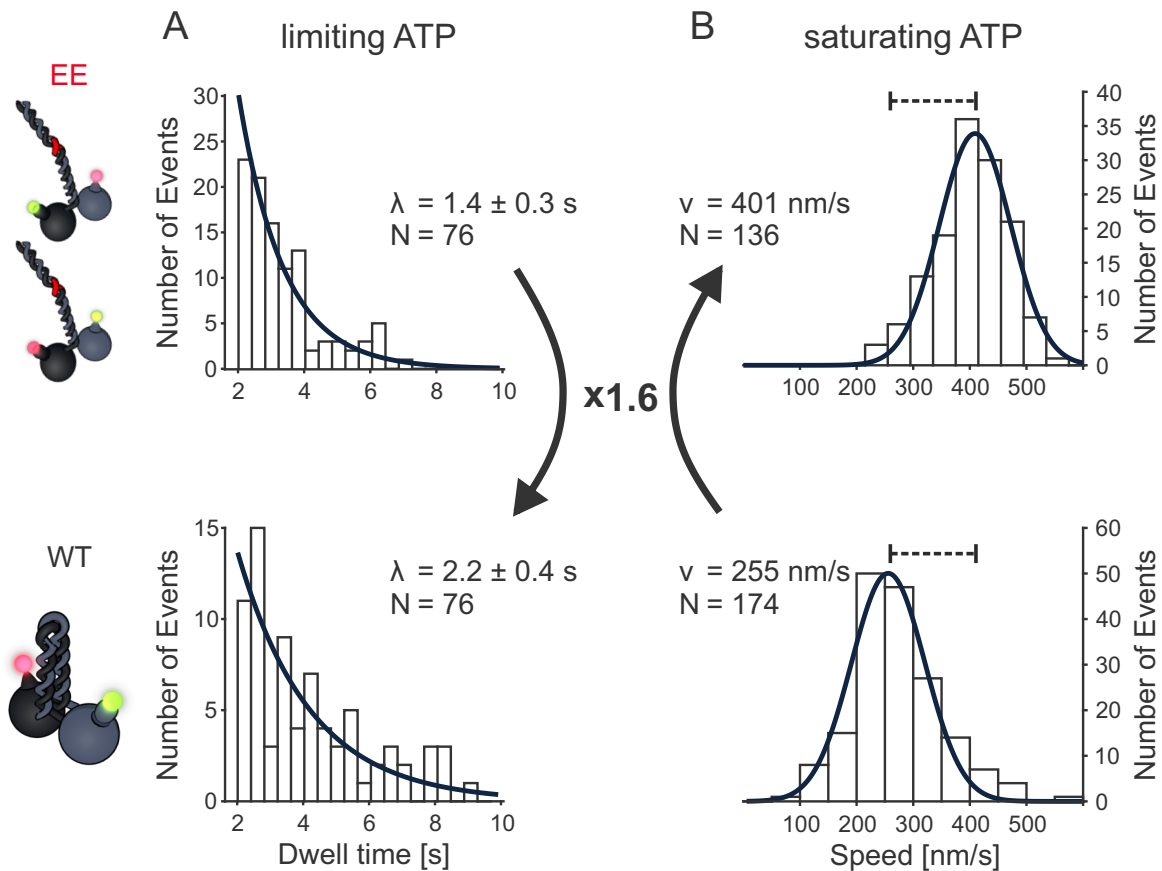 A
limiting ATP
B
saturating ATP
EE
Number of Events
30
25
20
15
10
5
0
2
4
6
8
10
λ = 1.4 ± 0.3 s
N = 76
v = 401 nm/s
N = 136
40
35
30
25
20
15
10
5
0
Number of Events
100
200
300
400
500
x1.6
WT
Number of Events
15
10
5
0
2
4
6
8
10
Dwell time [s]
λ = 2.2 ± 0.4 s
N = 76
v = 255 nm/s
N = 174
60
50
40
30
20
10
0
Number of Events
100
200
300
400
500
Speed [nm/s]